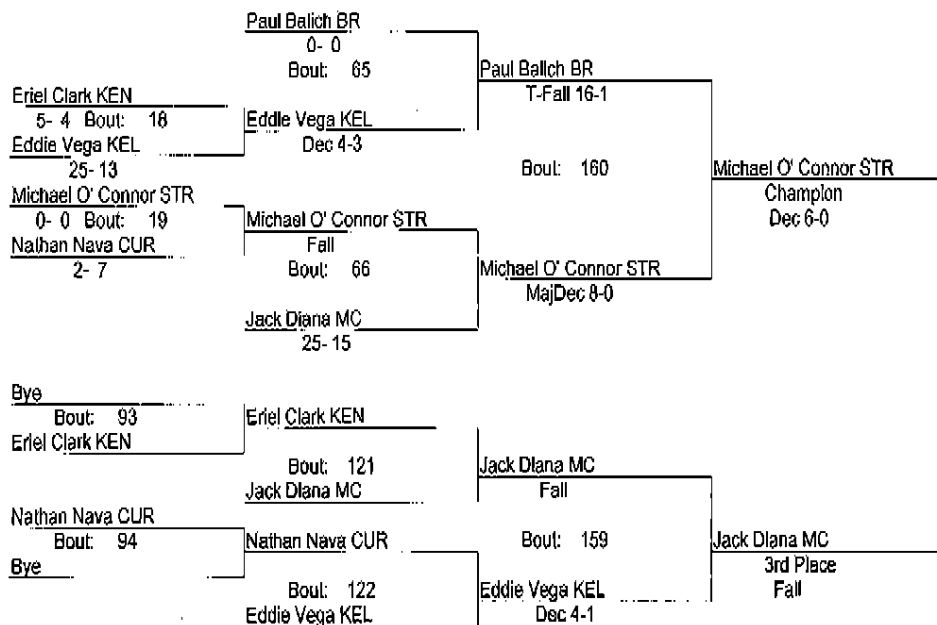 Paul Balich BR
0- 0
Bout: 65
Paul Balich BR
T-Fall 16-1
Eriel Clark KEN
5- 4 Bout: 18
Eddie Vega KEL
Dec 4-3
Eddie Vega KEL
25- 13
Bout: 160
Michael O' Connor STR
Champion
Dec 6-0
Michael O' Connor STR
0- 0 Bout: 19
Michael O' Connor STR
Fall
Nathan Nava CUR
2- 7
Bout: 66
Michael O' Connor STR
MajDec 8-0
Jack Diana MC
25- 15
Bye
Bout: 93
Eriel Clark KEN
Eriel Clark KEN
Bout: 121
Jack Diana MC
Fall
Jack Diana MC
Nathan Nava CUR
Bout: 94
Nathan Nava CUR
Bout: 159
Jack Diana MC
3rd Place
Fall
Bye
Bout: 122
Eddie Vega KEL
Dec 4-1
Eddie Vega KEL